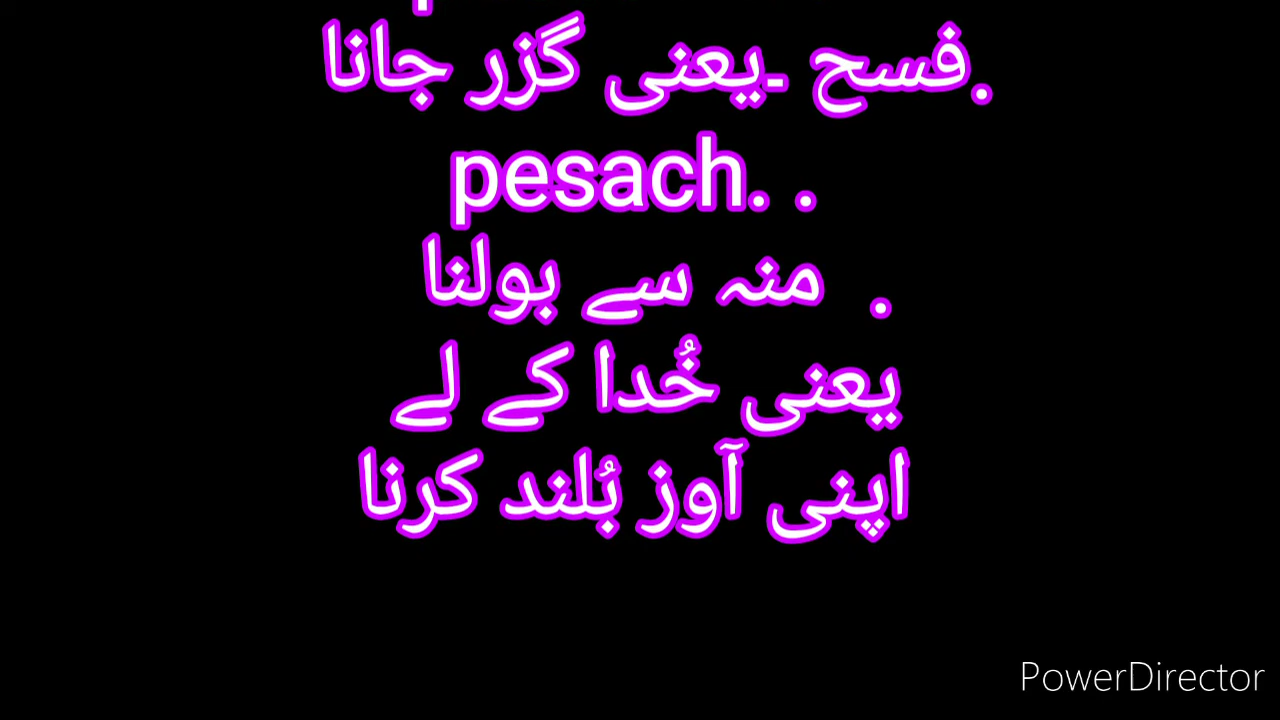 .فسح -یعنی گزر جانا
pesach. .
. منہ سے بولنا
یعنی خُدا کے لے
اپنی آوز بُلند کرنا
PowerDirector